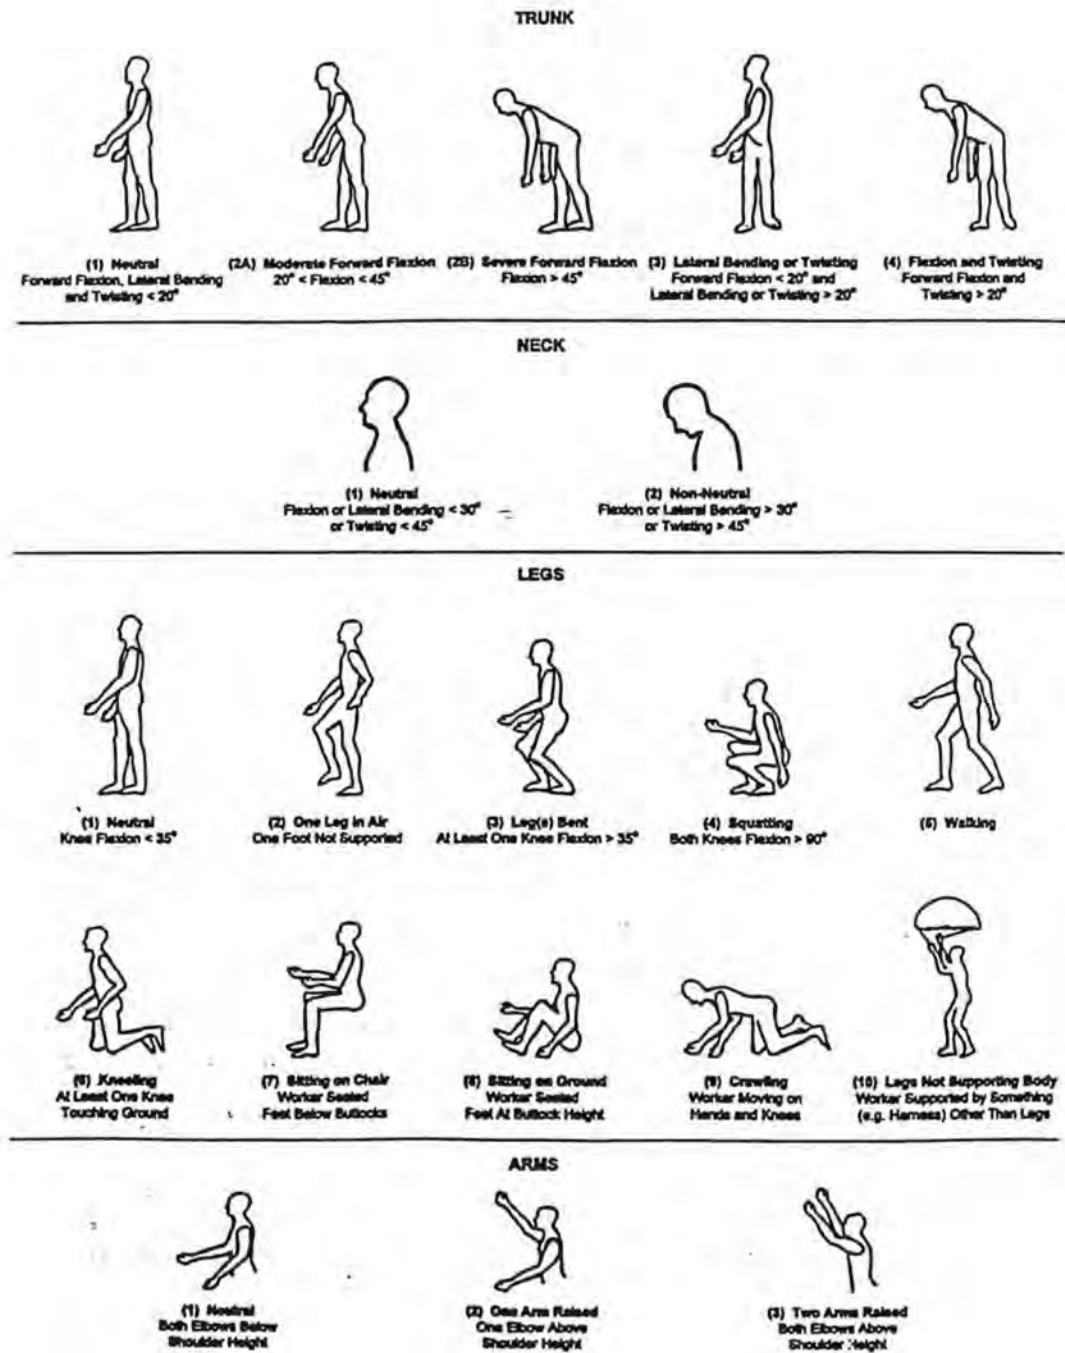 TRUNK
(1) Neutral
Forward Flexion, Lateral Bending
and Twisting < 20°
(2A) Moderate Forward Flexion
20° < Flexion < 45°
(2B) Severe Forward Flexion
Flexion > 45°
(3) Lateral Bending or Twisting
Forward Flexion < 20° and
Lateral Bending or Twisting > 20°
(4) Flexion and Twisting
Forward Flexion and
Twisting > 20°
NECK
(1) Neutral
Flexion or Lateral Bending < 30°
or Twisting < 45°
(2) Non-Neutral
Flexion or Lateral Bending > 30°
or Twisting > 45°
LEGS
(1) Neutral
Knee Flexion < 35°
(2) One Leg in Air
One Foot Not Supported
(3) Leg(s) Bent
At Least One Knee Flexion > 35°
(4) Squatting
Both Knees Flexion > 90°
(5) Walking
(6) Kneeling
At Least One Knee
Touching Ground
(7) Sitting on Chair
Worker Seated
Feet Below Buttocks
(8) Sitting on Ground
Worker Seated
Feet At Buttock Height
(9) Crawling
Worker Moving on
Hands and Knees
(10) Legs Not Supporting Body
Worker Supported by Something
(e.g. Harness) Other Than Legs
ARMS
(1) Neutral
Both Elbows Below
Shoulder Height
(2) One Arm Raised
One Elbow Above
Shoulder Height
(3) Two Arms Raised
Both Elbows Above
Shoulder Height